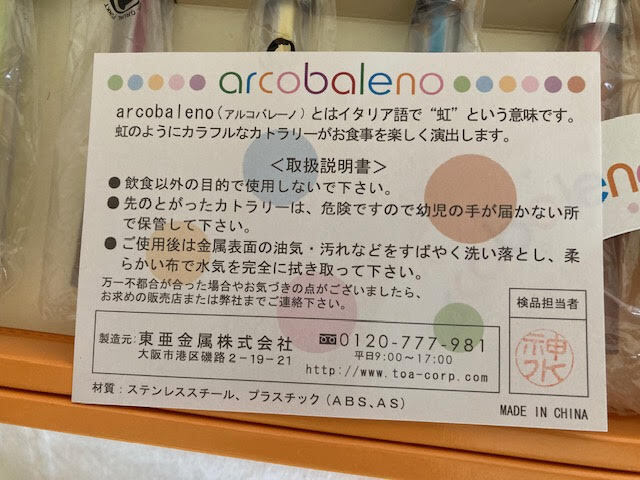 arcobaleno
arcobaleno(アルコバレーノ)とはイタリア語で“虹”という意味です。
虹のようにカラフルなカトラリーがお食事を楽しく演出します。
<取扱説明書>
●飲食以外の目的で使用しないで下さい。
●先のとがったカトラリーは、危険ですので幼児の手が届かない所
で保管して下さい。
●ご使用後は金属表面の油気・汚れなどをすばやく洗い落とし、柔
らかい布で水気を完全に拭き取って下さい。
万一不都合が合った場合やお気づきの点がございましたら、
お求めの販売店または弊社までご連絡下さい。
製造元:東亜金属株式会社
大阪市港区磯路2-19-21
0120-777-981
平日9:00~17:00
http://www.toa-corp.com
検品担当者
材質:ステンレススチール、プラスチック(ABS、AS)
MADE IN CHINA